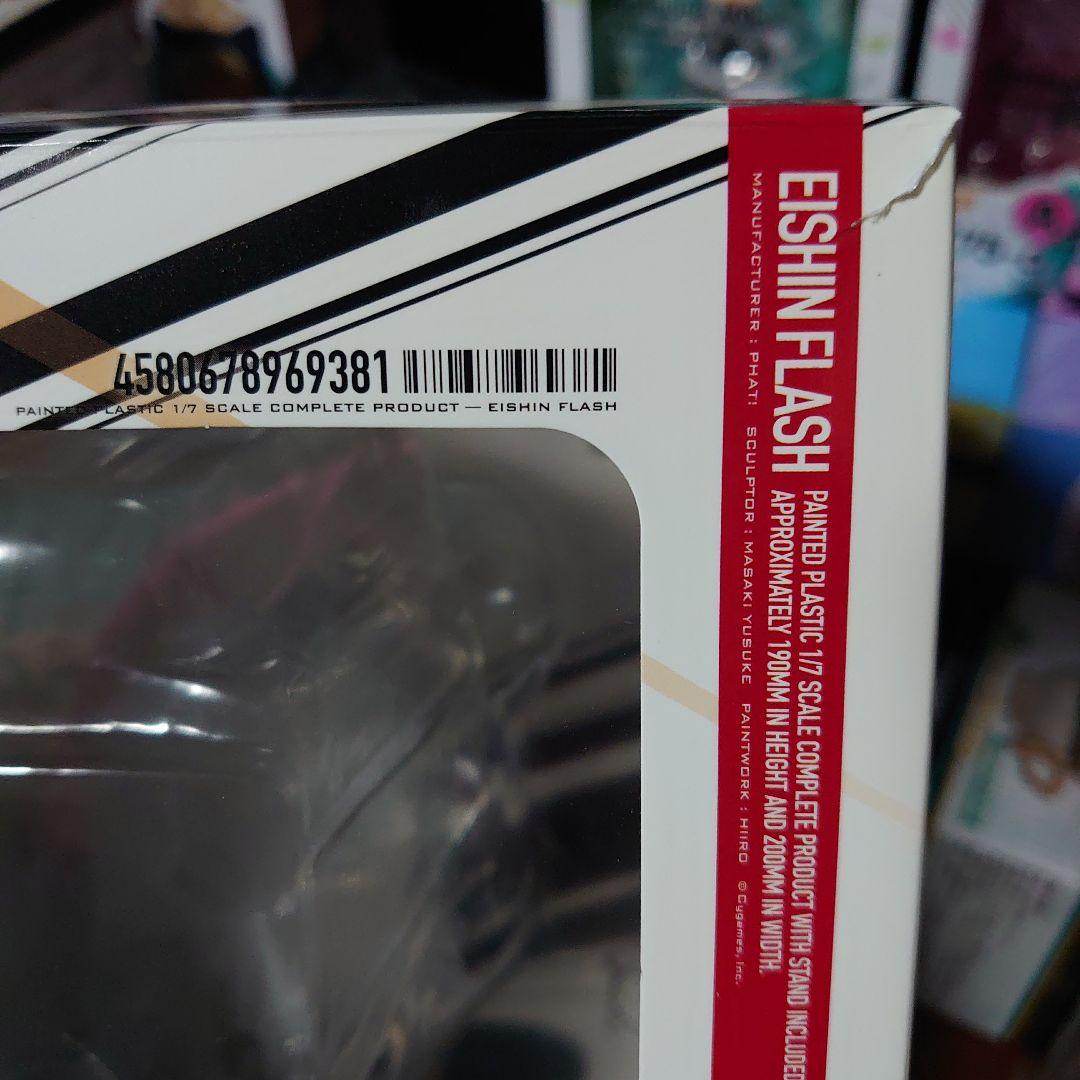 4580678969381
PAINTED PLASTIC 1/7 SCALE COMPLETE PRODUCT — EISHIN FLASH
EISHIN FLASH
PAINTED PLASTIC 1/7 SCALE COMPLETE PRODUCT WITH STAND INCLUDED
APPROXIMATELY 190MM IN HEIGHT AND 200MM IN WIDTH.
MANUFACTURER : PHAT! SCULPTOR : MASAKI YUSUKE PAINTWORK : HIIRO ©Cygames, Inc.